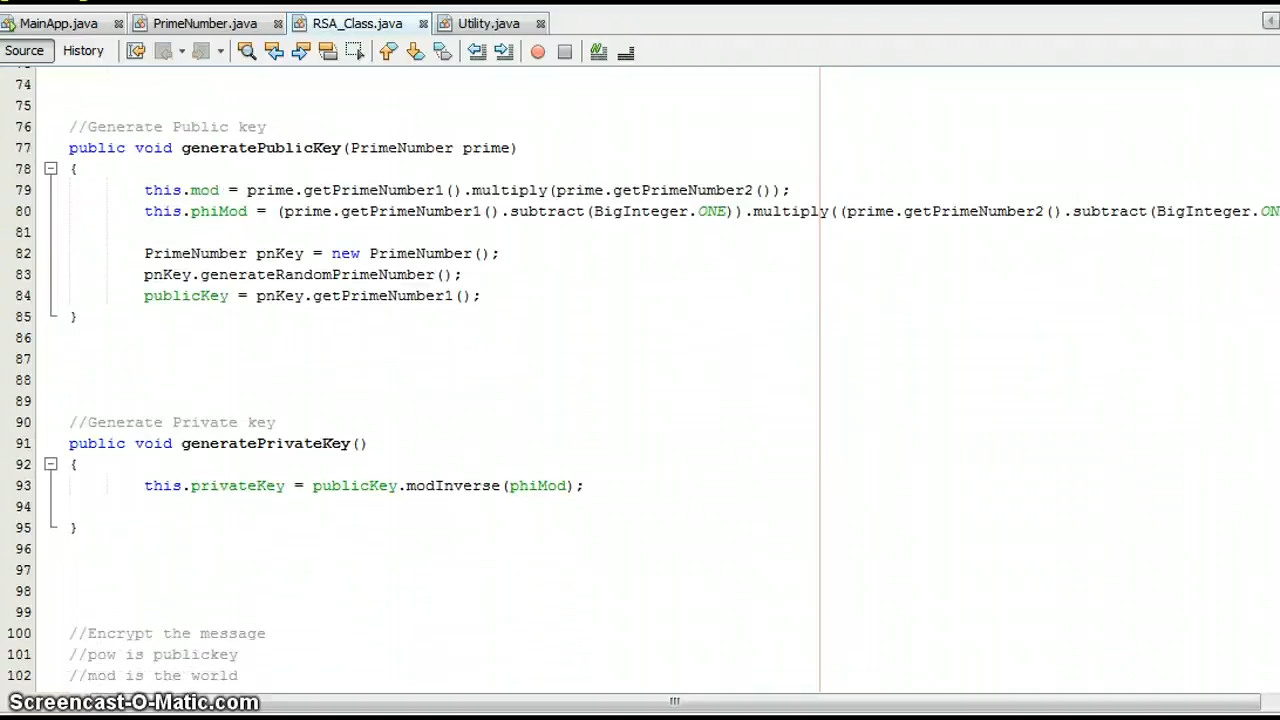 MainApp.java PrimeNumber.java RSA_Class.java Utility.java
Source History
74
75
76 //Generate Public key
77 public void generatePublicKey(PrimeNumber prime)
78 {
79 this.mod = prime.getPrimeNumber1().multiply(prime.getPrimeNumber2());
80 this.phiMod = (prime.getPrimeNumber1().subtract(BigInteger.ONE)).multiply((prime.getPrimeNumber2().subtract(BigInteger.ON
81
82 PrimeNumber pnKey = new PrimeNumber();
83 pnKey.generateRandomPrimeNumber();
84 publicKey = pnKey.getPrimeNumber1();
85 }
86
87
88
89
90 //Generate Private key
91 public void generatePrivateKey()
92 {
93 this.privateKey = publicKey.modInverse(phiMod);
94
95 }
96
97
98
99
100 //Encrypt the message
101 //pow is publickey
102 //mod is the world
Screencast-O-Matic.com